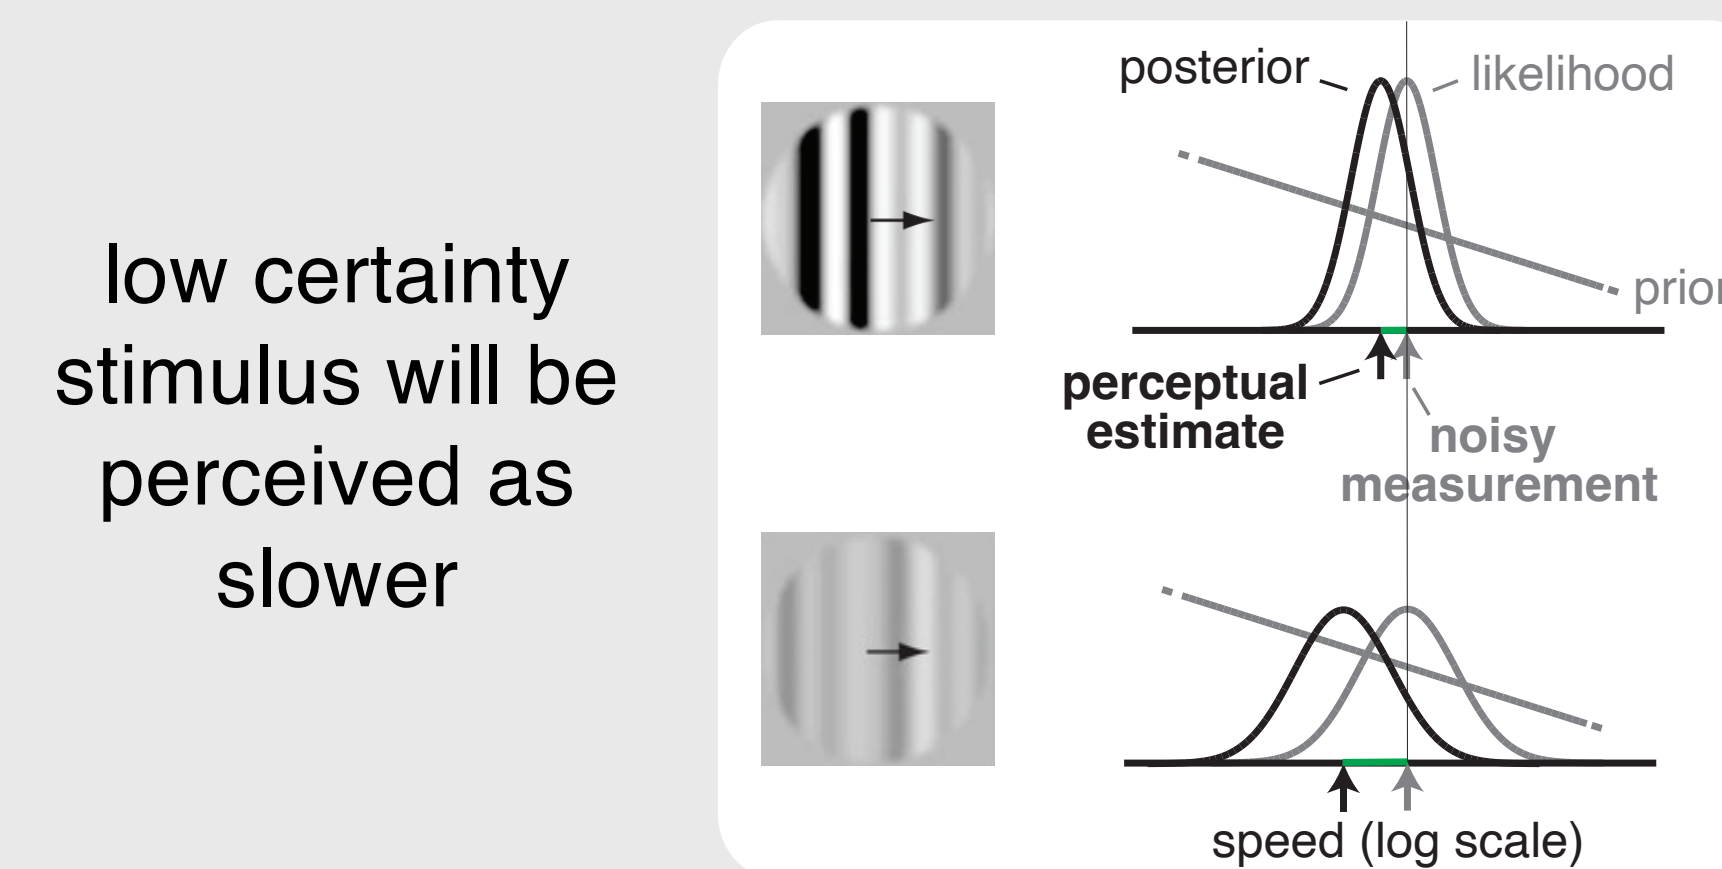 low certainty
stimulus will be
perceived as
slower
posterior
likelihood
prior
perceptual
estimate
noisy
measurement
speed (log scale)